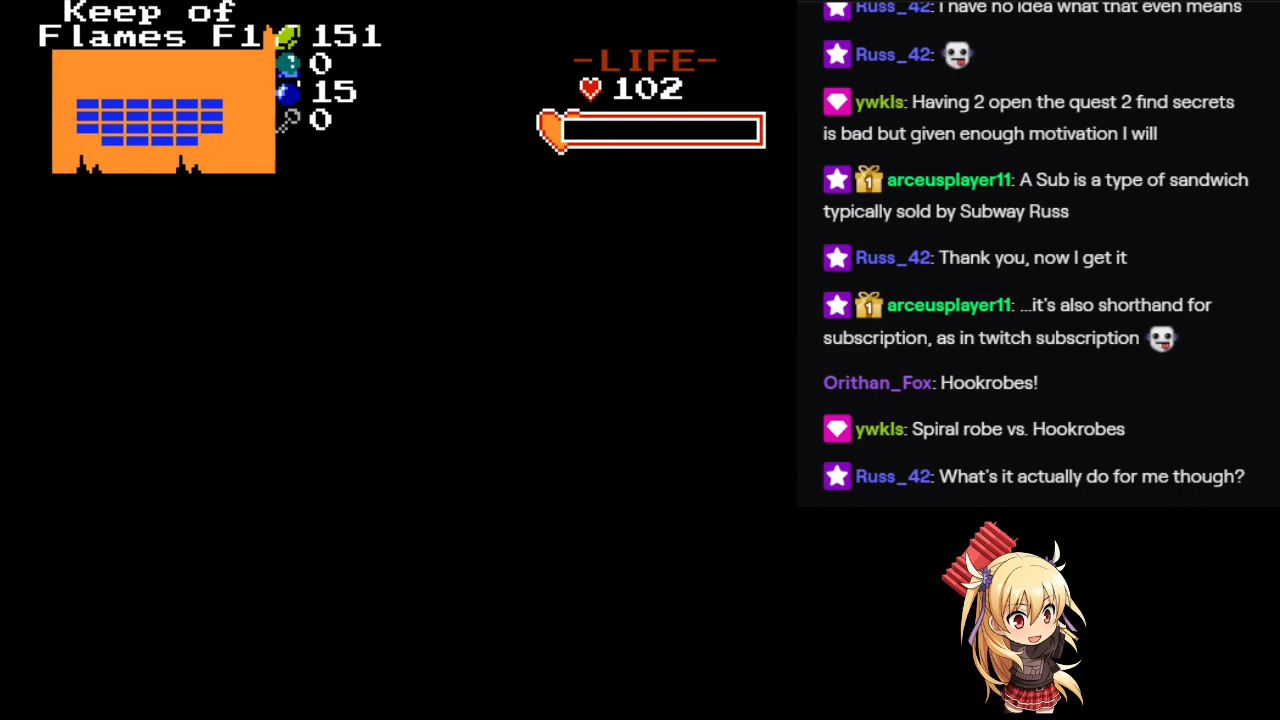 Keep of
Flames F1
151
0
15
0
-LIFE-
102
Russ_42: I have no idea what that even means
Russ_42:
ywkls: Having 2 open the quest 2 find secrets
is bad but given enough motivation I will
1 arceusplayer11: A Sub is a type of sandwich
typically sold by Subway Russ
Russ_42: Thank you, now I get it
1 arceusplayer11: ...it's also shorthand for
subscription, as in twitch subscription
Orithan_Fox: Hookrobes!
ywkls: Spiral robe vs. Hookrobes
Russ_42: What's it actually do for me though?